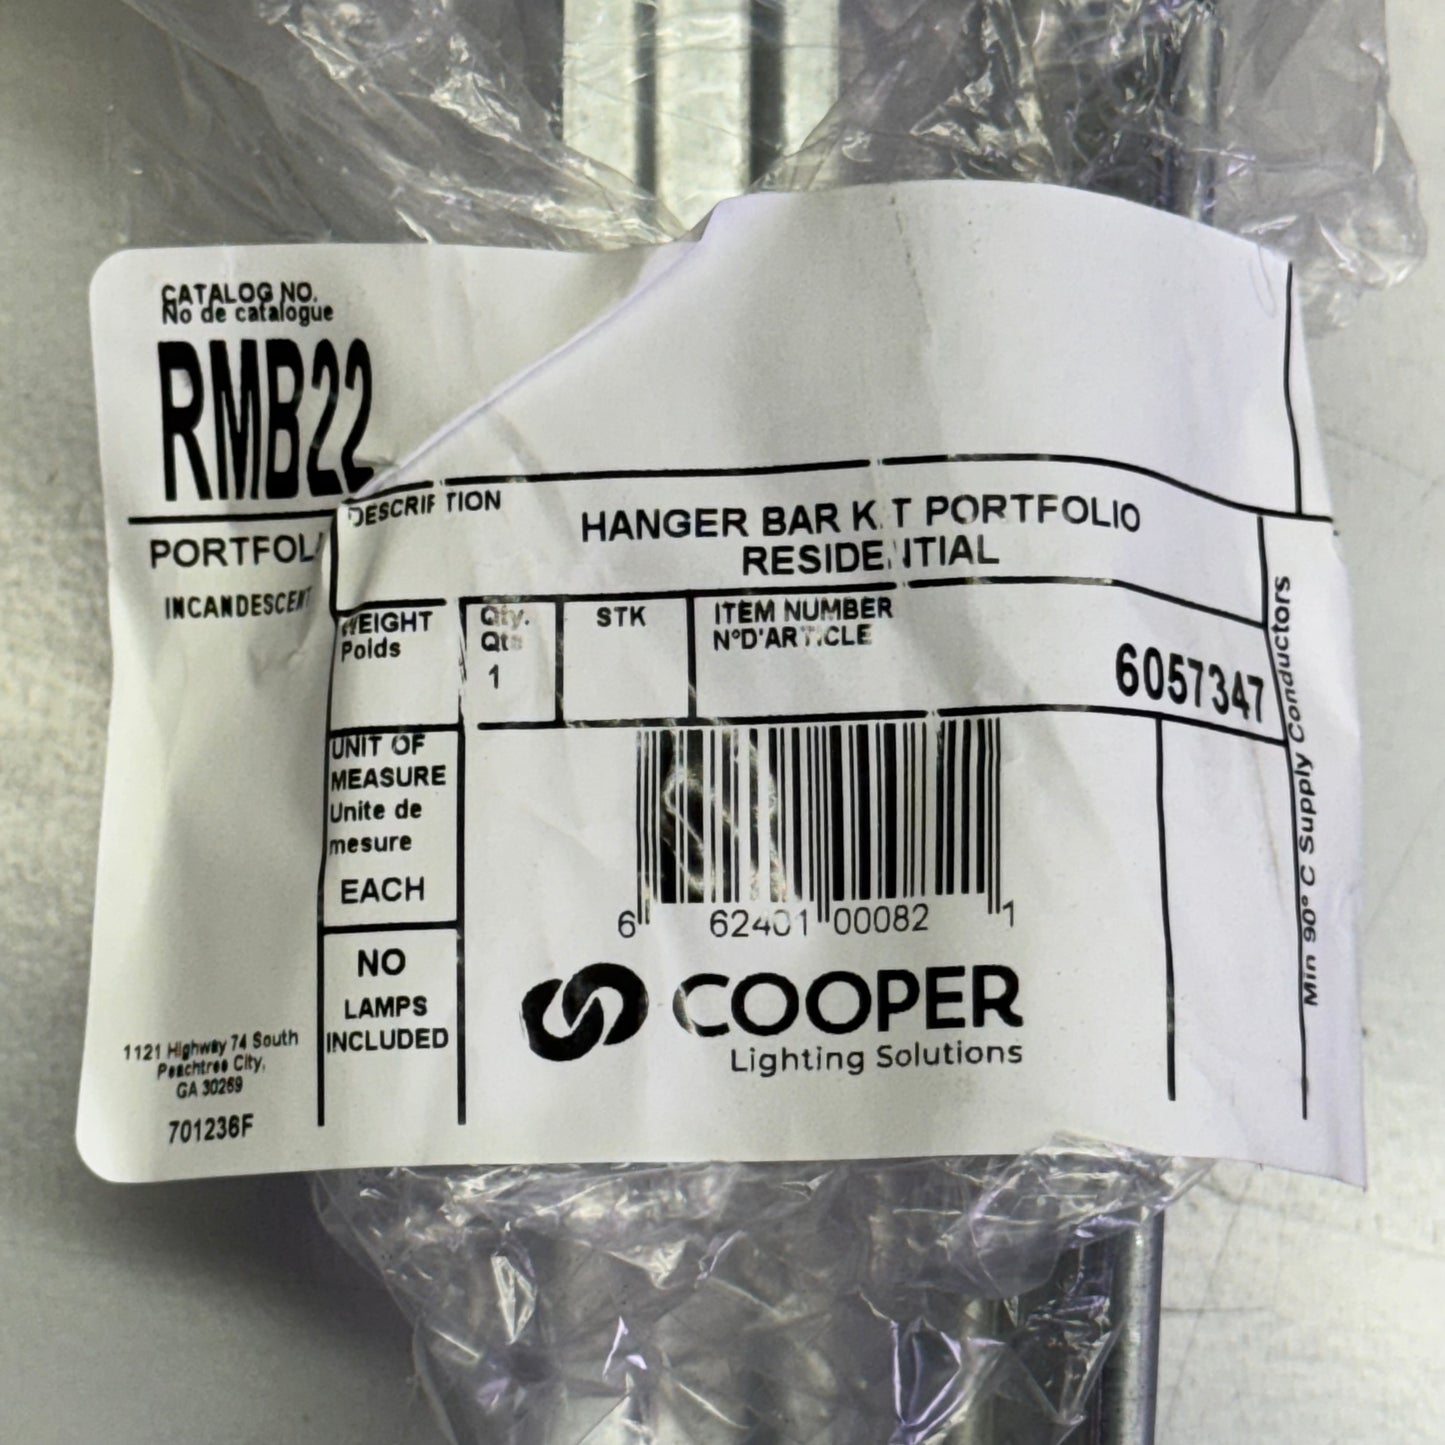 CATALOG NO.
No de catalogue
RMB22
DESCRIPTION
HANGER BAR KIT PORTFOLIO
RESIDENTIAL
PORTFOL
INCANDESCENT
WEIGHT
Poids
Qty.
Qte
1
STK
ITEM NUMBER
N°D'ARTICLE
6057347
UNIT OF
MEASURE
Unite de
mesure
EACH
NO
LAMPS
INCLUDED
6 62401 00082 1
COOPER
Lighting Solutions
1121 Highway 74 South
Peachtree City,
GA 30269
701236F
Min 90° C Supply Conductors